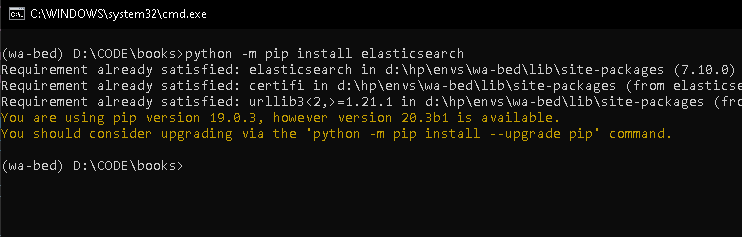 C:\WINDOWS\system32\cmd.exe
(wa-bed) D:\CODE\books>python -m pip install elasticsearch
Requirement already satisfied: elasticsearch in d:\hp\envs\wa-bed\lib\site-packages (7.10.0)
Requirement already satisfied: certifi in d:\hp\envs\wa-bed\lib\site-packages (from elasticse
Requirement already satisfied: urllib3<2,>=1.21.1 in d:\hp\envs\wa-bed\lib\site-packages (fro
You are using pip version 19.0.3, however version 20.3b1 is available.
You should consider upgrading via the 'python -m pip install --upgrade pip' command.
(wa-bed) D:\CODE\books>